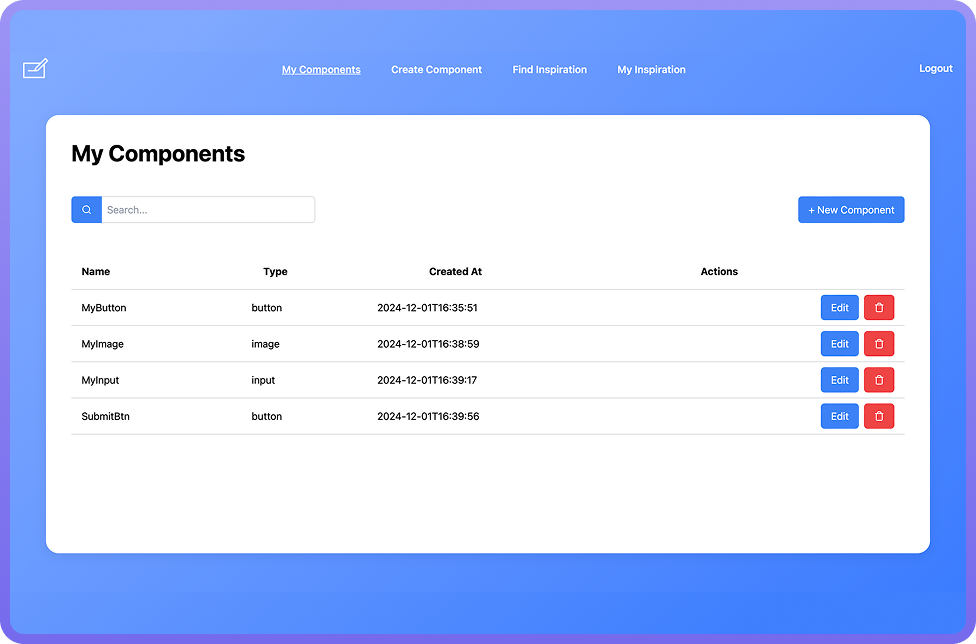 My Components Create Component Find Inspiration My Inspiration Logout
My Components
Search...
+ New Component
Name Type Created At Actions
MyButton button 2024-12-01T16:35:51 Edit
MyImage image 2024-12-01T16:38:59 Edit
MyInput input 2024-12-01T16:39:17 Edit
SubmitBtn button 2024-12-01T16:39:56 Edit